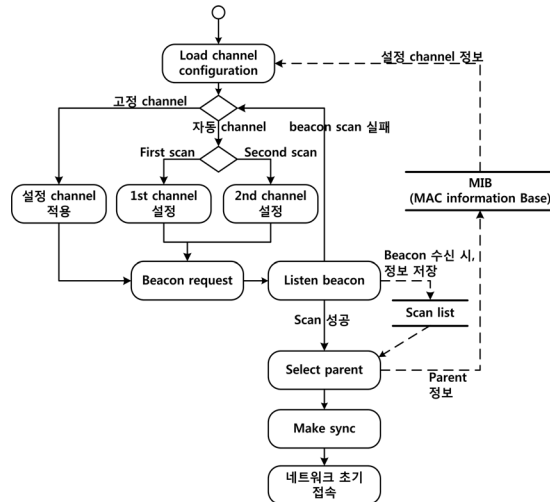 Load channel
configuration
설정 channel 정보
고정 channel
자동 channel
beacon scan 실패
First scan
Second scan
MIB
(MAC information Base)
설정 channel
적용
1st channel
설정
2nd channel
설정
Beacon 수신 시,
정보 저장
Beacon request
Listen beacon
Scan list
Scan 성공
Select parent
Parent
정보
Make sync
네트워크 초기
접속